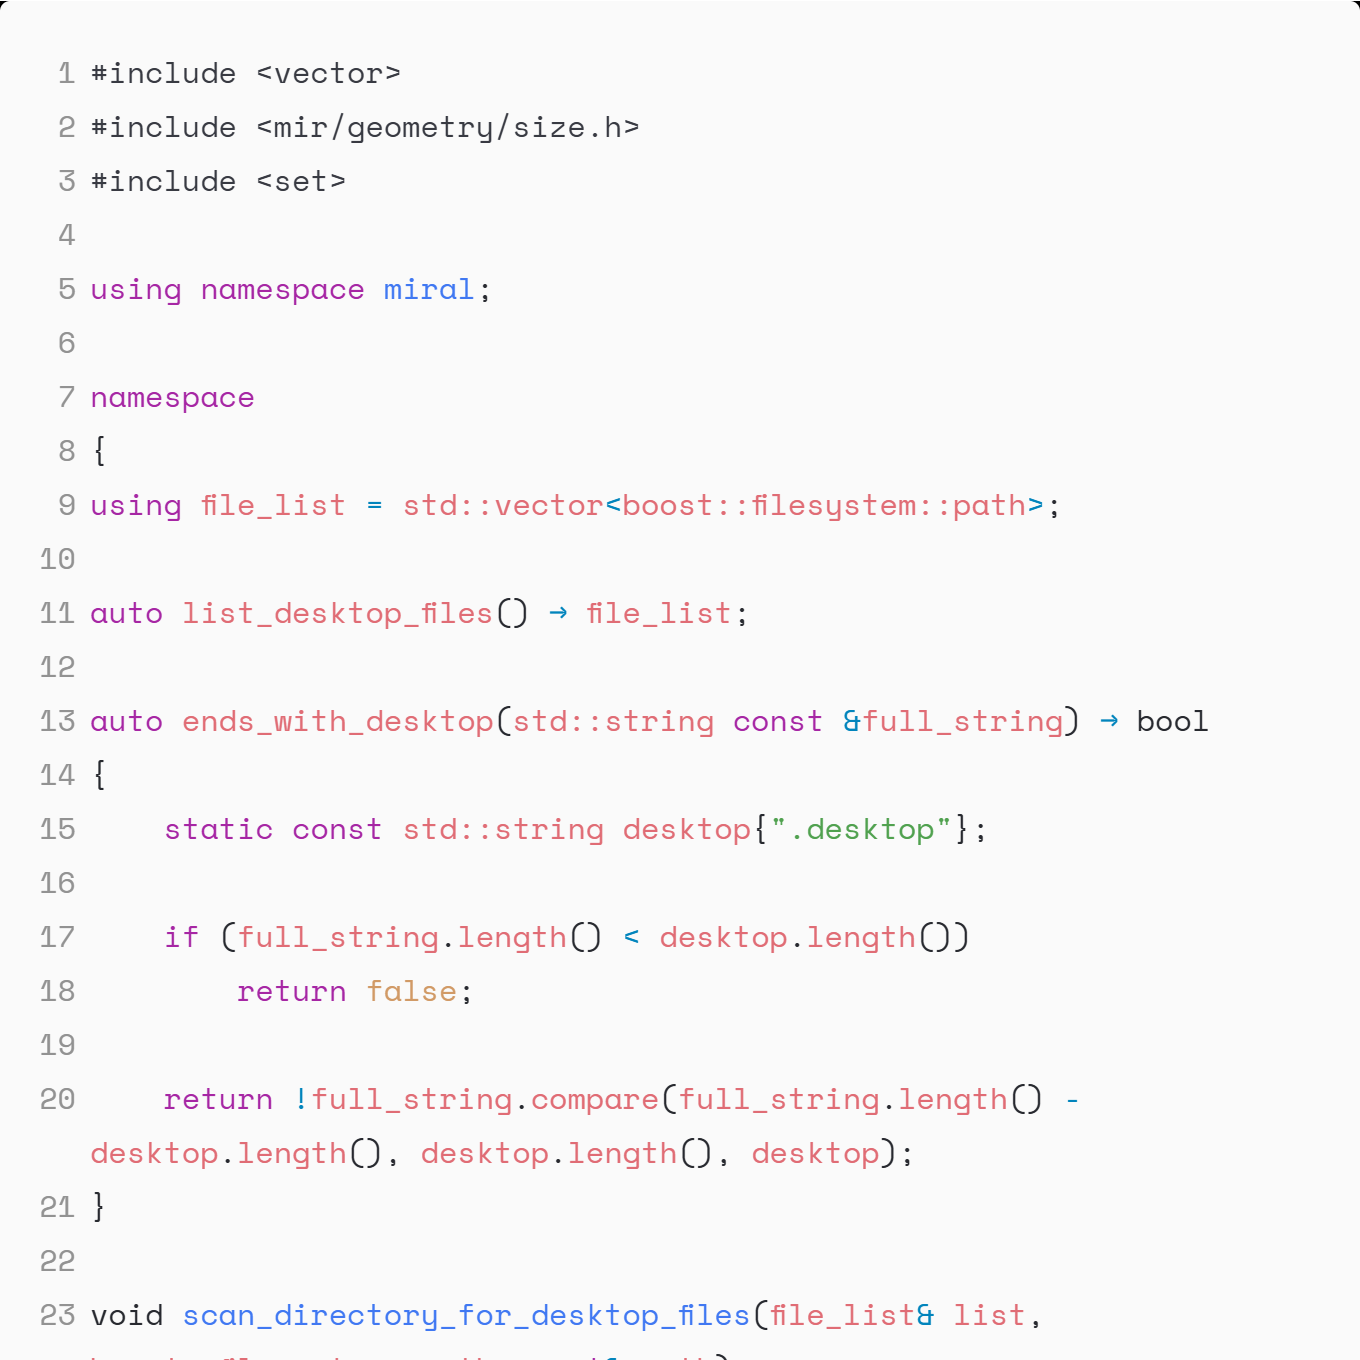 1 #include <vector>
2 #include <mir/geometry/size.h>
3 #include <set>
4
5 using namespace miral;
6
7 namespace
8 {
9 using file_list = std::vector<boost::filesystem::path>;
10
11 auto list_desktop_files() -> file_list;
12
13 auto ends_with_desktop(std::string const &full_string) -> bool
14 {
15     static const std::string desktop{".desktop"};
16
17     if (full_string.length() < desktop.length())
18         return false;
19
20     return !full_string.compare(full_string.length() -
desktop.length(), desktop.length(), desktop);
21 }
22
23 void scan_directory_for_desktop_files(file_list& list,